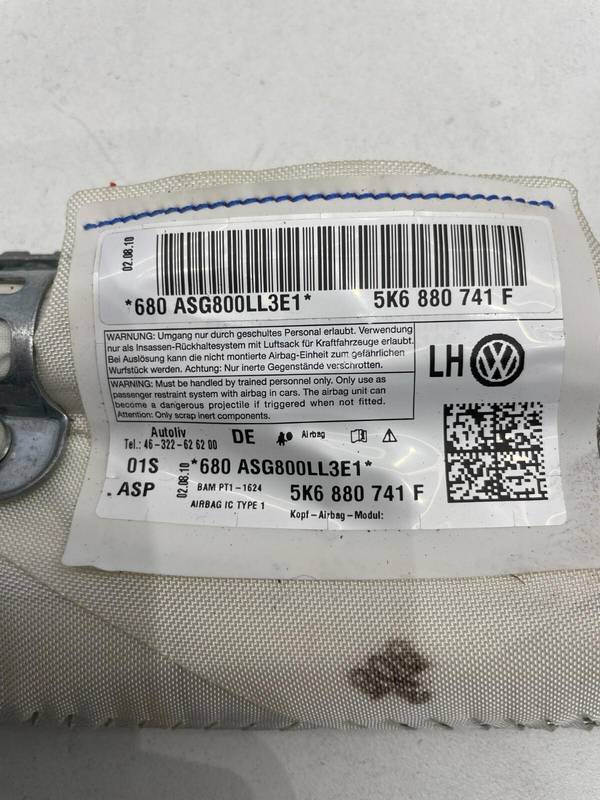 02.08.10
*680 ASG800LL3E1* 5K6 880 741 F
WARNUNG: Umgang nur durch geschultes Personal erlaubt. Verwendung
nur als Insassen-Rückhaltesystem mit Luftsack für Kraftfahrzeuge erlaubt.
Bei Auslösung kann die nicht montierte Airbag-Einheit zum gefährlichen
Wurfstück werden. Achtung: Nur inerte Gegenstände verschrotten.
LH
WARNING: Must be handled by trained personnel only. Only use as
passenger restraint system with airbag in cars. The airbag unit can
become a dangerous projectile if triggered when not fitted.
Attention: Only scrap inert components.
Autoliv DE Airbag
Tel.: 46-322-62 62 00
01S 02.08.10 *680 ASG800LL3E1*
.ASP BAM PT1-1624 5K6 880 741 F
AIRBAG IC TYPE 1 Kopf-Airbag-Modul: